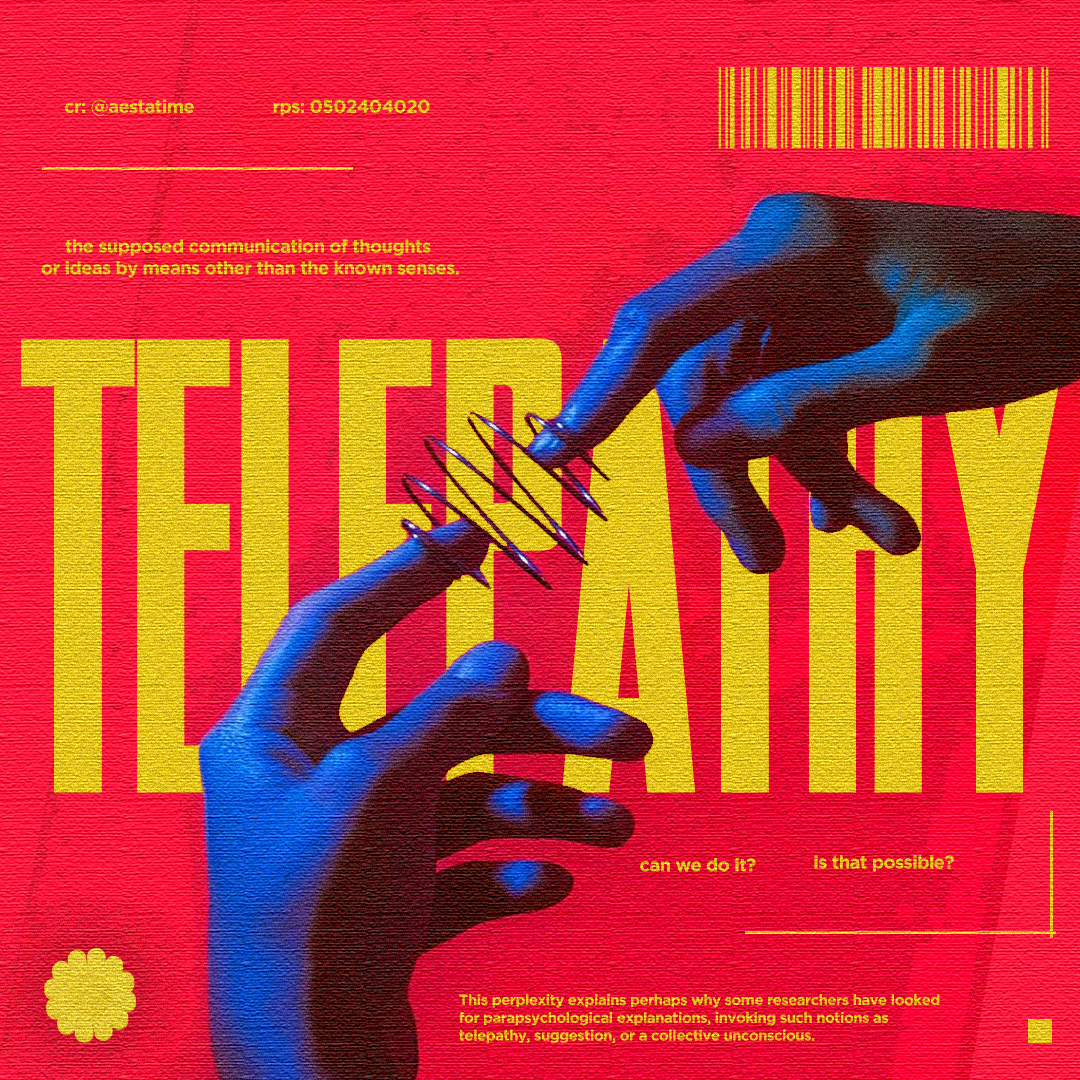 cr: @aestatime
rps: 0502404020
the supposed communication of thoughts
or ideas by means other than the known senses.
TELEPATHY
can we do it?
is that possible?
This perplexity explains perhaps why some researchers have looked
for parapsychological explanations, invoking such notions as
telepathy, suggestion, or a collective unconscious.